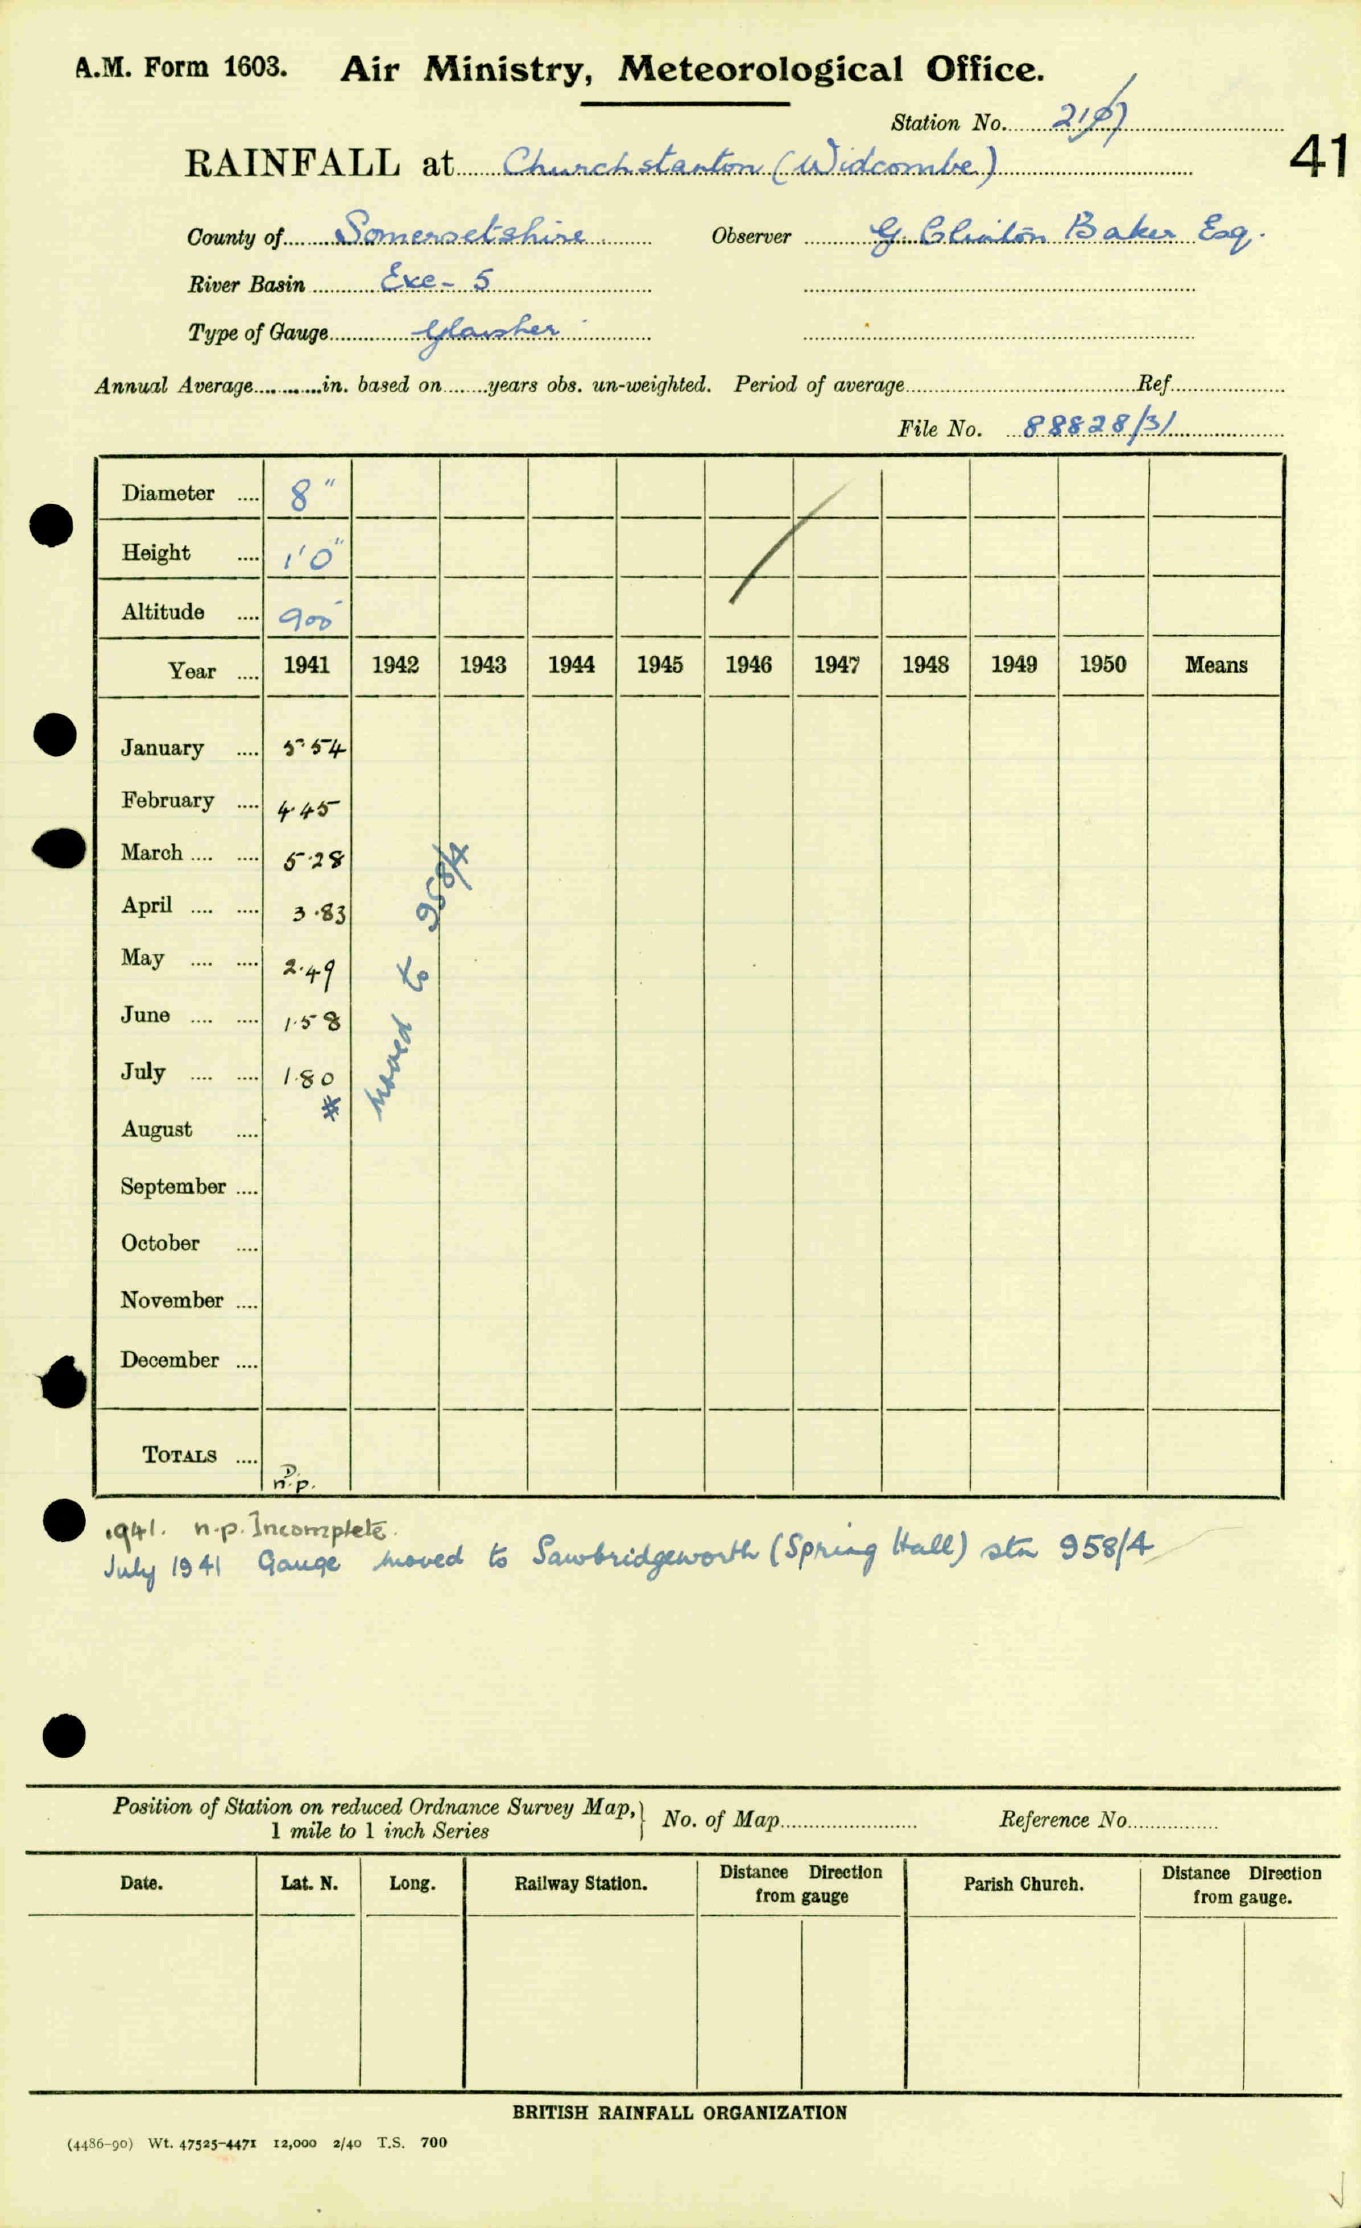 A.M. Form 1603. Air Ministry, Meteorological Office.
Station No.
41
RAINFALL at Churchstanton (Widcombe)
County of Somersetshire Observer G. Clinton Baker Esq.
River Basin Exe - 5
Type of Gauge Glaisher
Annual Average in. based on years obs. un-weighted. Period of average Ref
File No. 88828/31
Diameter 8"
Height 1'0"
Altitude 900'
Year 1941 1942 1943 1944 1945 1946 1947 1948 1949 1950 Means
January 5.54
February 4.45
March 5.28
April 3.83
May 2.49
June 1.58
July 1.80
#
moved to 958/4
August
September
October
November
December
TOTALS
n.p.
1941. n.p. Incomplete.
July 1941 Gauge moved to Sawbridgeworth (Spring Hall) stn 958/4
Position of Station on reduced Ordnance Survey Map,
1 mile to 1 inch Series
No. of Map Reference No.
Date. Lat. N. Long. Railway Station. Distance Direction from gauge Parish Church. Distance Direction from gauge.
BRITISH RAINFALL ORGANIZATION
(4486-90) Wt. 47525-4471 12,000 2/40 T.S. 700